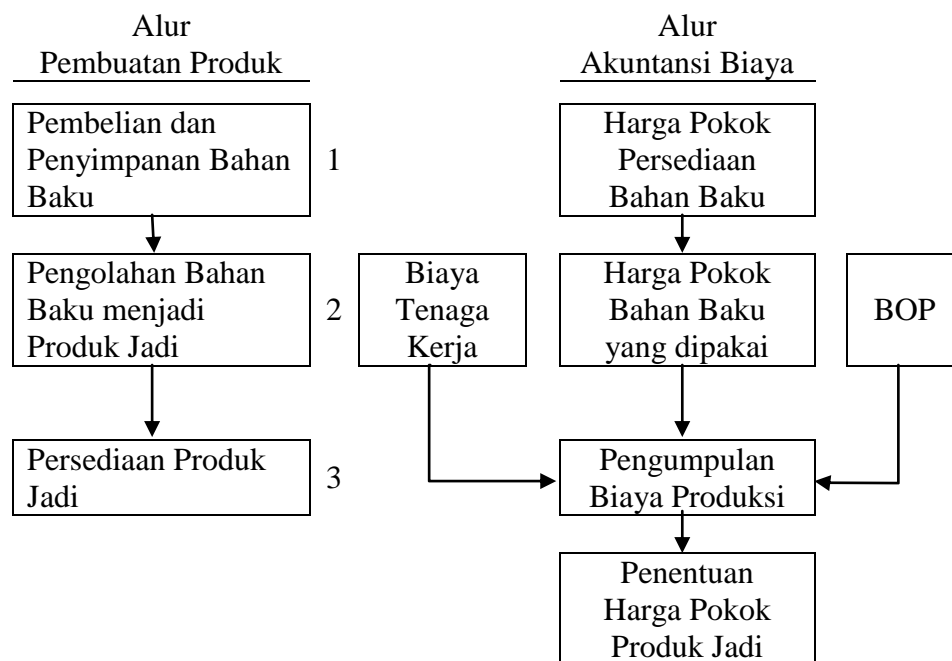 Alur
Pembuatan Produk
Alur
Akuntansi Biaya
Pembelian dan
Penyimpanan Bahan
Baku
1
Harga Pokok
Persediaan
Bahan Baku
Pengolahan Bahan
Baku menjadi
Produk Jadi
2
Biaya
Tenaga
Kerja
Harga Pokok
Bahan Baku
yang dipakai
BOP
Persediaan Produk
Jadi
3
Pengumpulan
Biaya Produksi
Penentuan
Harga Pokok
Produk Jadi